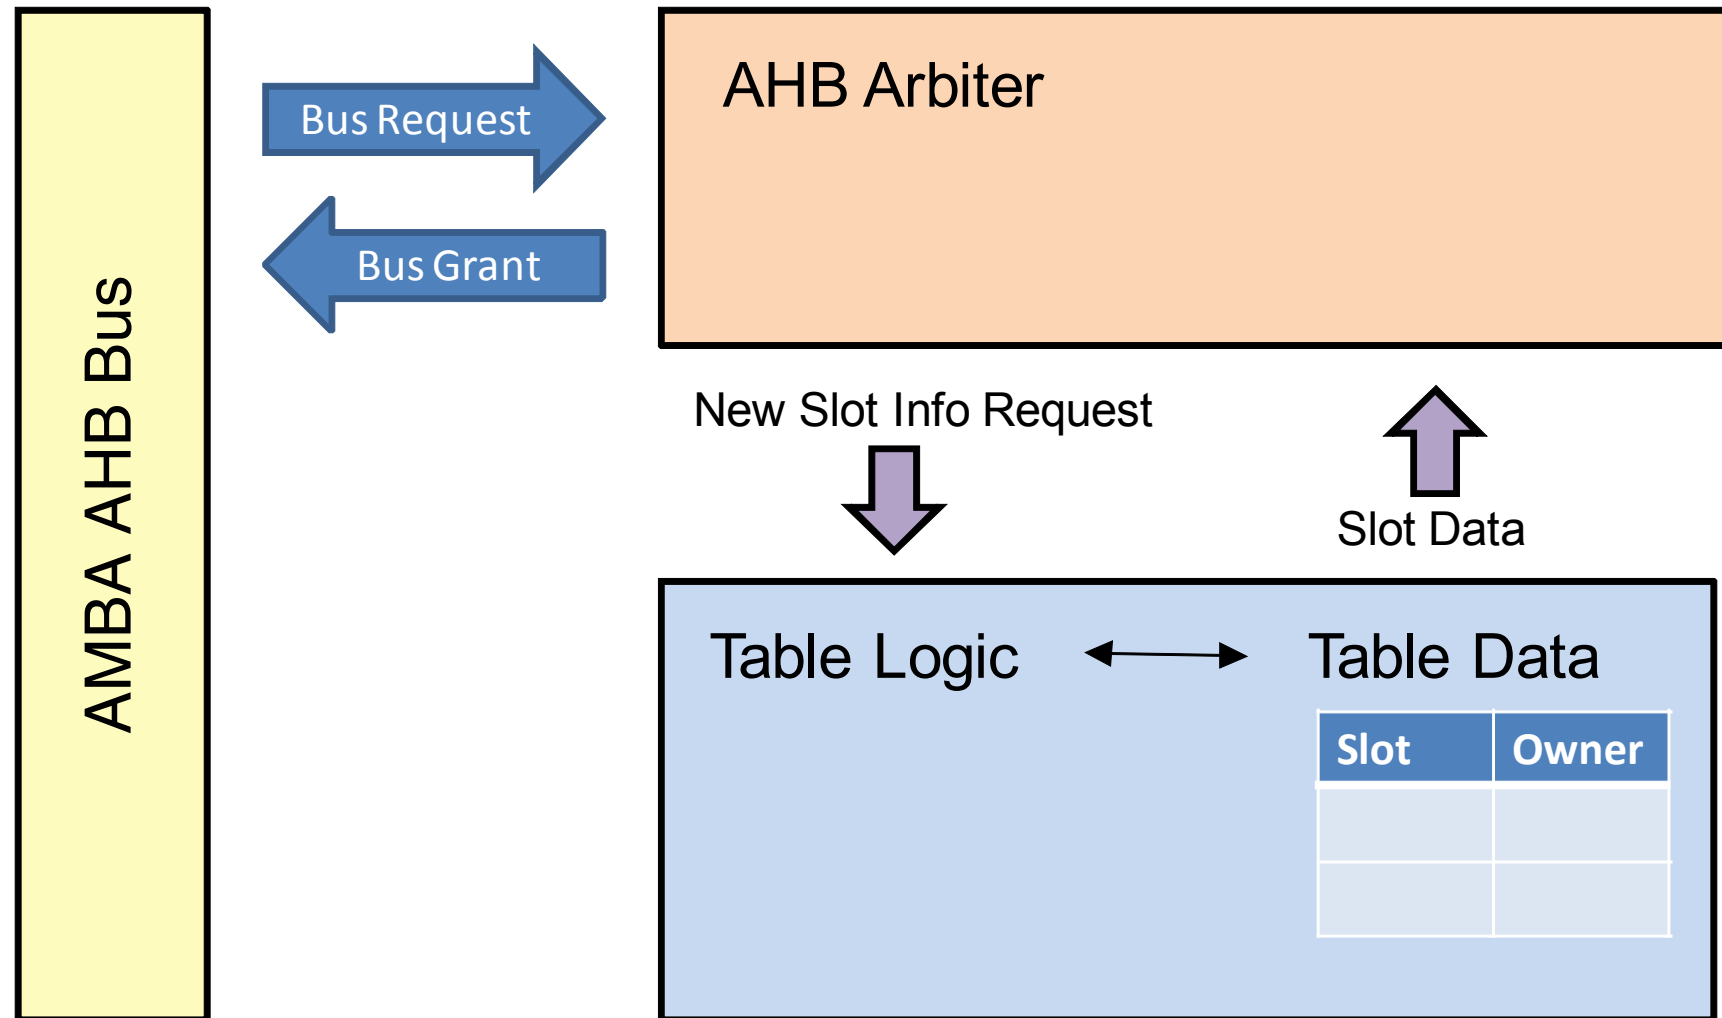 AMBA AHB Bus
Bus Request
Bus Grant
AHB Arbiter
New Slot Info Request
Slot Data
Table Logic
Table Data
Slot Owner